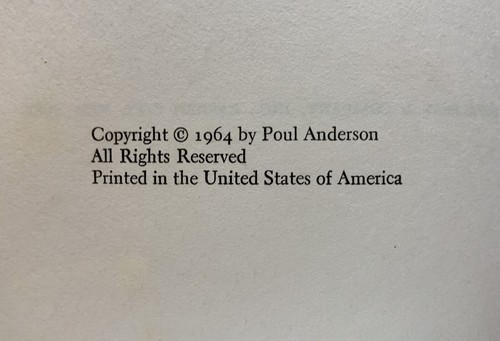 Copyright © 1964 by Poul Anderson
All Rights Reserved
Printed in the United States of America